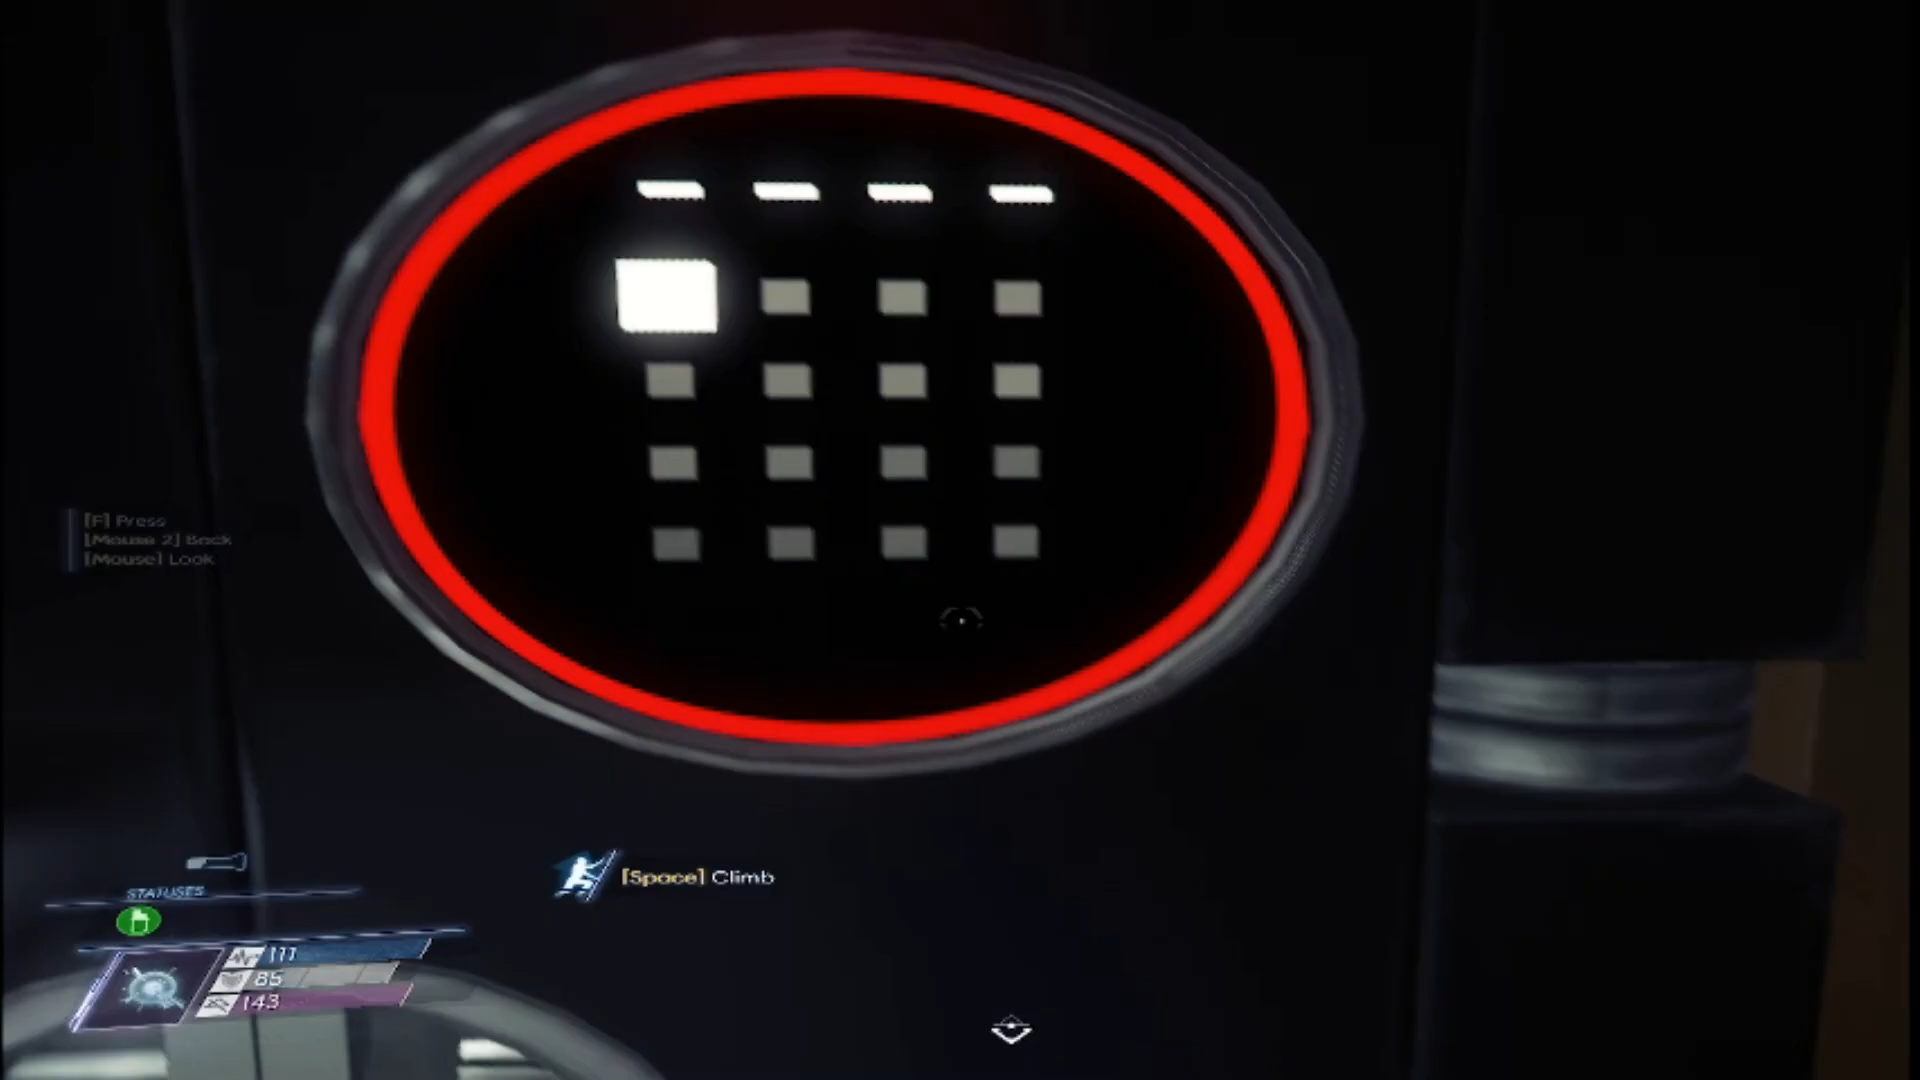 [F] Press
[Mouse 2] Back
[Mouse] Look
[Space] Climb
STATUSES
111
85
143